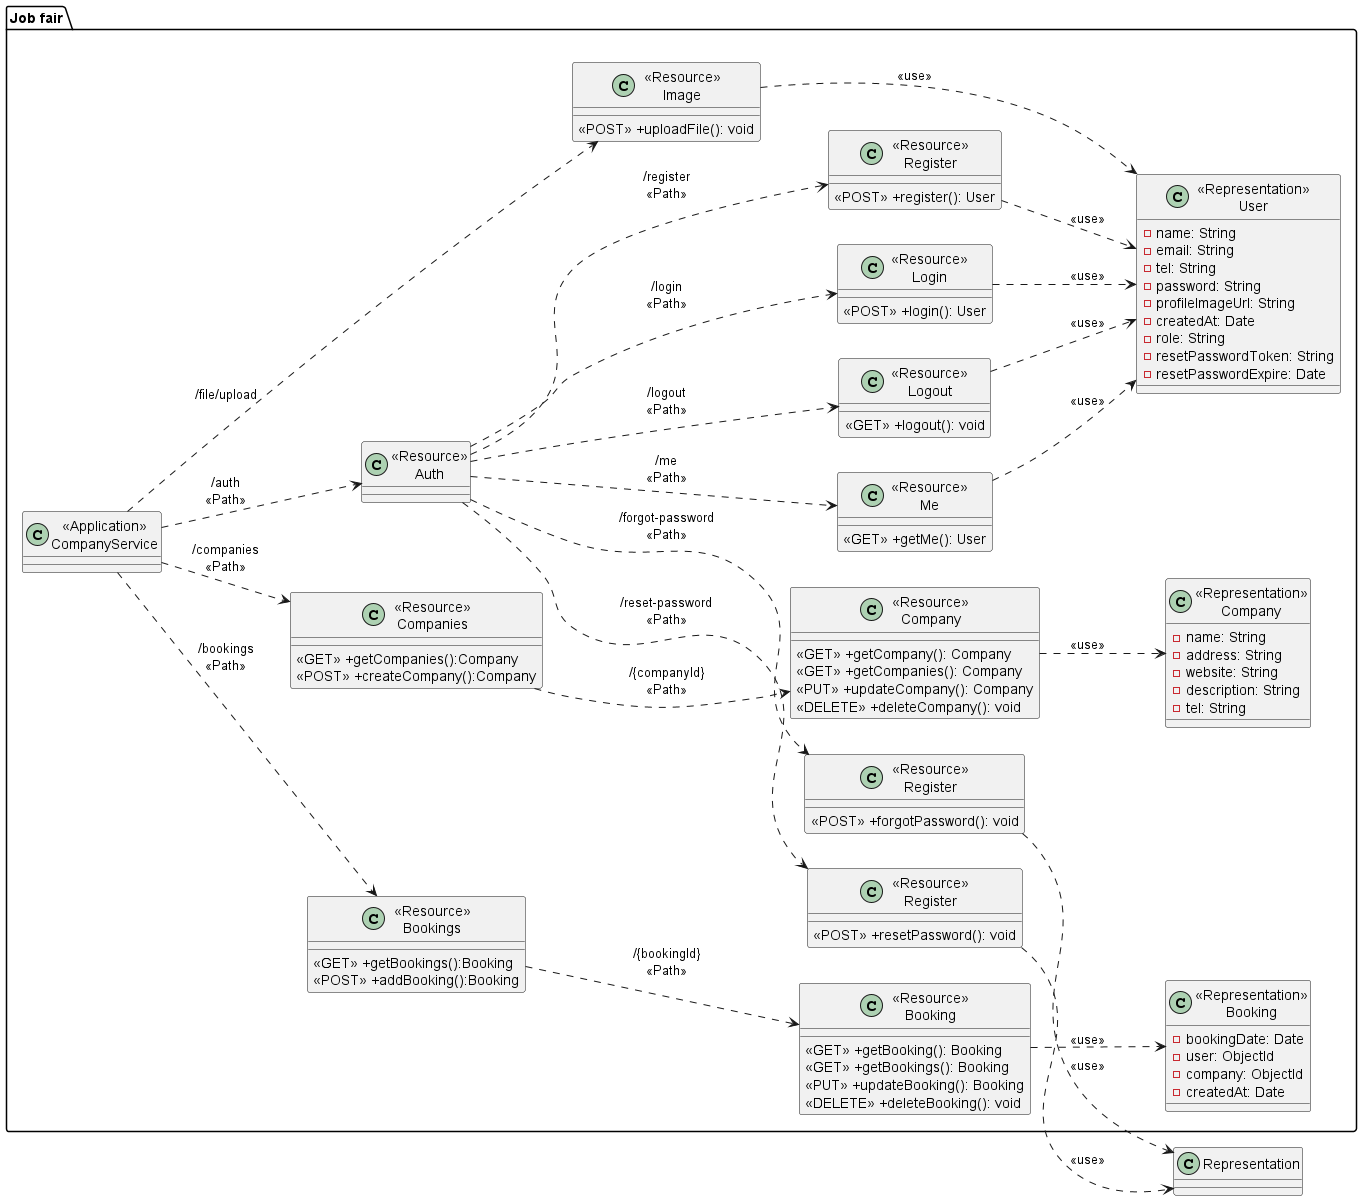 Job fair
«Resource»
Image
«POST» +uploadFile(): void
«use»
/register
«Path»
«Resource»
Register
«POST» +register(): User
«use»
«Representation»
User
name: String
email: String
tel: String
password: String
profileImageUrl: String
createdAt: Date
role: String
resetPasswordToken: String
resetPasswordExpire: Date
/login
«Path»
«Resource»
Login
«POST» +login(): User
«use»
/logout
«Path»
«Resource»
Logout
«GET» +logout(): void
«use»
/file/upload
/auth
«Path»
«Resource»
Auth
/me
«Path»
«Resource»
Me
«GET» +getMe(): User
«use»
«Application»
CompanyService
/forgot-password
«Path»
/companies
«Path»
«Resource»
Companies
«GET» +getCompanies():Company
«POST» +createCompany():Company
/reset-password
«Path»
/{companyId}
«Path»
«Resource»
Company
«GET» +getCompany(): Company
«GET» +getCompanies(): Company
«PUT» +updateCompany(): Company
«DELETE» +deleteCompany(): void
«use»
«Representation»
Company
name: String
address: String
website: String
description: String
tel: String
/bookings
«Path»
«Resource»
Register
«POST» +forgotPassword(): void
«Resource»
Register
«POST» +resetPassword(): void
«Resource»
Bookings
«GET» +getBookings():Booking
«POST» +addBooking():Booking
/{bookingId}
«Path»
«Resource»
Booking
«GET» +getBooking(): Booking
«GET» +getBookings(): Booking
«PUT» +updateBooking(): Booking
«DELETE» +deleteBooking(): void
«use»
«Representation»
Booking
bookingDate: Date
user: ObjectId
company: ObjectId
createdAt: Date
«use»
«use»
Representation